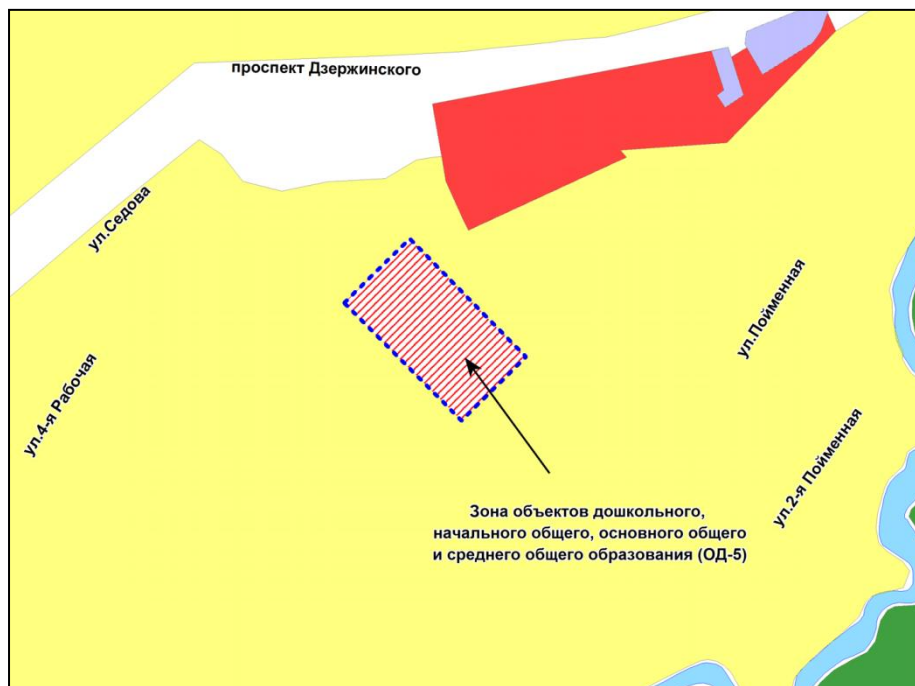 проспект Дзержинского
ул.Седова
ул.Пойменная
ул.4-я Рабочая
ул.2-я Пойменная
Зона объектов дошкольного,
начального общего, основного общего
и среднего общего образования (ОД-5)